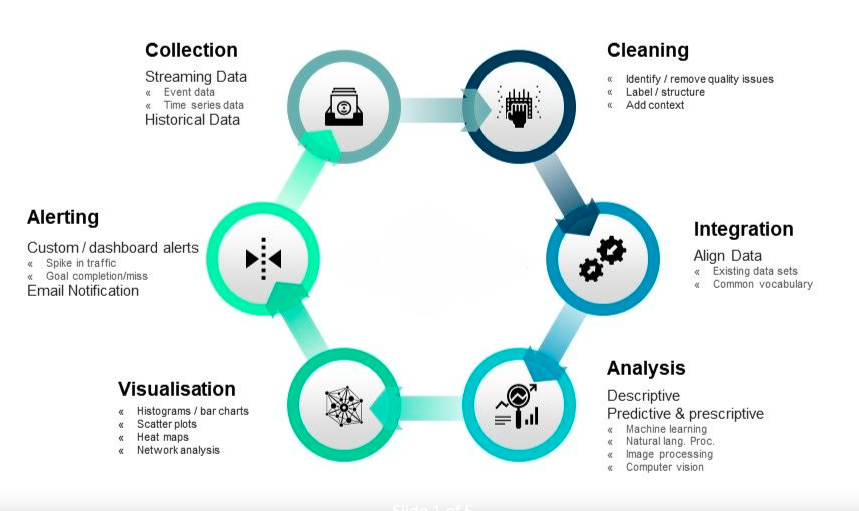 Collection
Streaming Data
« Event data
« Time series data
Historical Data
Cleaning
« Identify / remove quality issues
« Label / structure
« Add context
Integration
Align Data
« Existing data sets
« Common vocabulary
Analysis
Descriptive
Predictive & prescriptive
« Machine learning
« Natural lang. Proc.
« Image processing
« Computer vision
Visualisation
« Histograms / bar charts
« Scatter plots
« Heat maps
« Network analysis
Alerting
Custom / dashboard alerts
« Spike in traffic
« Goal completion/miss
Email Notification
Slide 1 of 5